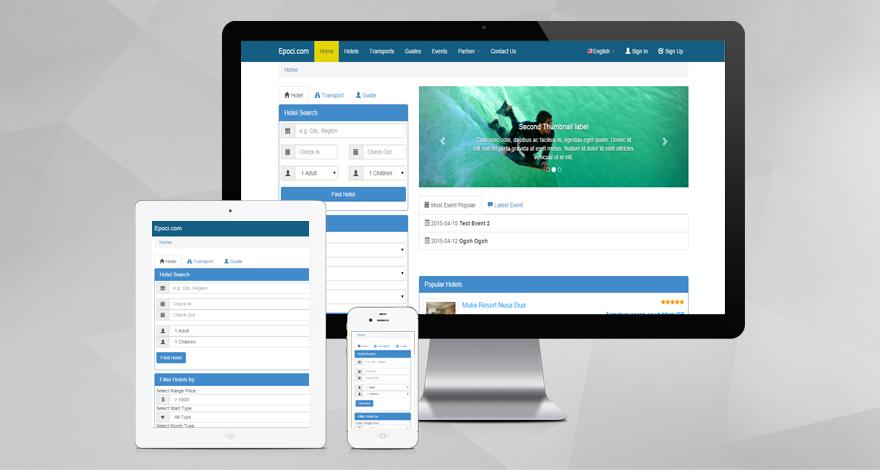 Epoci.com Home Hotels Transports Guides Events Partner Contact Us English Sign In Sign Up
Home
Hotel Transport Guide
Hotel Search
e.g. City, Region
Check In Check Out
1 Adult 1 Children
Find Hotel
Second Thumbnail label
Cras justo odio, dapibus ac facilisis in, egestas eget quam. Donec id
elit non mi porta gravida at eget metus. Nullam id dolor id nibh ultricies
vehicula ut id elit.
Most Event Popular Latest Event
2015-04-15 Test Event 2
2015-04-12 Ogoh Ogoh
Popular Hotels
Mulia Resort Nusa Dua
Epoci.com
Home
Hotel Transport Guide
Hotel Search
e.g. City, Region
Check In
Check Out
1 Adult
1 Children
Find Hotel
Filter Hotels by
Select Range Price
$ > 1500
Select Start Type
All Type
Select Room Type